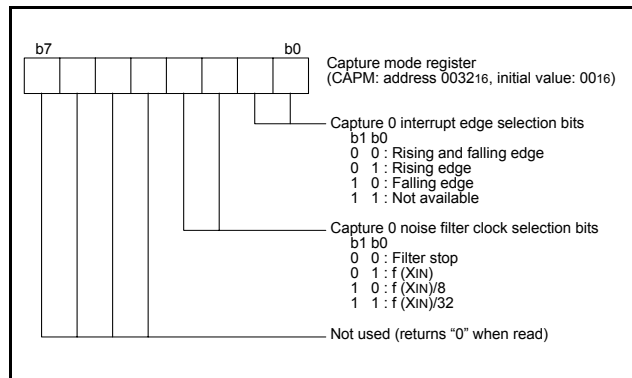 b7 b0
Capture mode register
(CAPM: address 003216, initial value: 0016)
Capture 0 interrupt edge selection bits
b1 b0
0 0 : Rising and falling edge
0 1 : Rising edge
1 0 : Falling edge
1 1 : Not available
Capture 0 noise filter clock selection bits
b1 b0
0 0 : Filter stop
0 1 : f (XIN)
1 0 : f (XIN)/8
1 1 : f (XIN)/32
Not used (returns “0” when read)